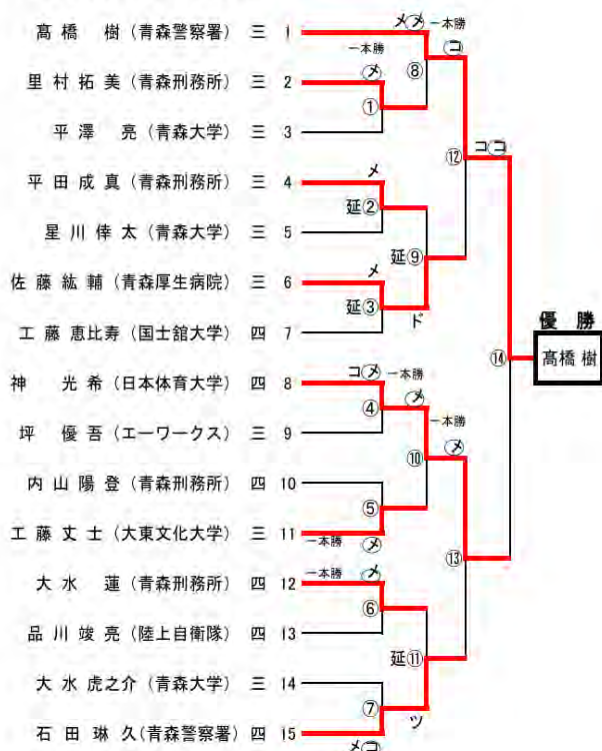 メ㋱ 一本勝
髙橋 樹(青森警察署) 三 1
一本勝 ㋙
里村拓美(青森刑務所) 三 2 ㋱ ⑧
①
平澤 亮(青森大学) 三 3
⑫ コ㋙
平田成真(青森刑務所) 三 4 メ
延②
星川倖太(青森大学) 三 5
延⑨
佐藤紘輔(青森厚生病院) 三 6 メ
延③ ド
工藤恵比寿(国士舘大学) 四 7
優勝
⑭ 髙橋樹
神 光希(日本体育大学) 四 8 コ㋱ 一本勝
④ ㋱ 一本勝
坪 優吾(エーワークス) 三 9
⑩ ㋱
内山陽登(青森刑務所) 四 10
⑤
工藤丈士(大東文化大学) 三 11
一本勝 ㋱
⑬
一本勝 ㋱
大水 蓮(青森刑務所) 四 12
⑥
品川竣亮(陸上自衛隊) 四 13
延⑪
大水虎之介(青森大学) 三 14
⑦ ツ
石田琳久(青森警察署) 四 15
メ㋙